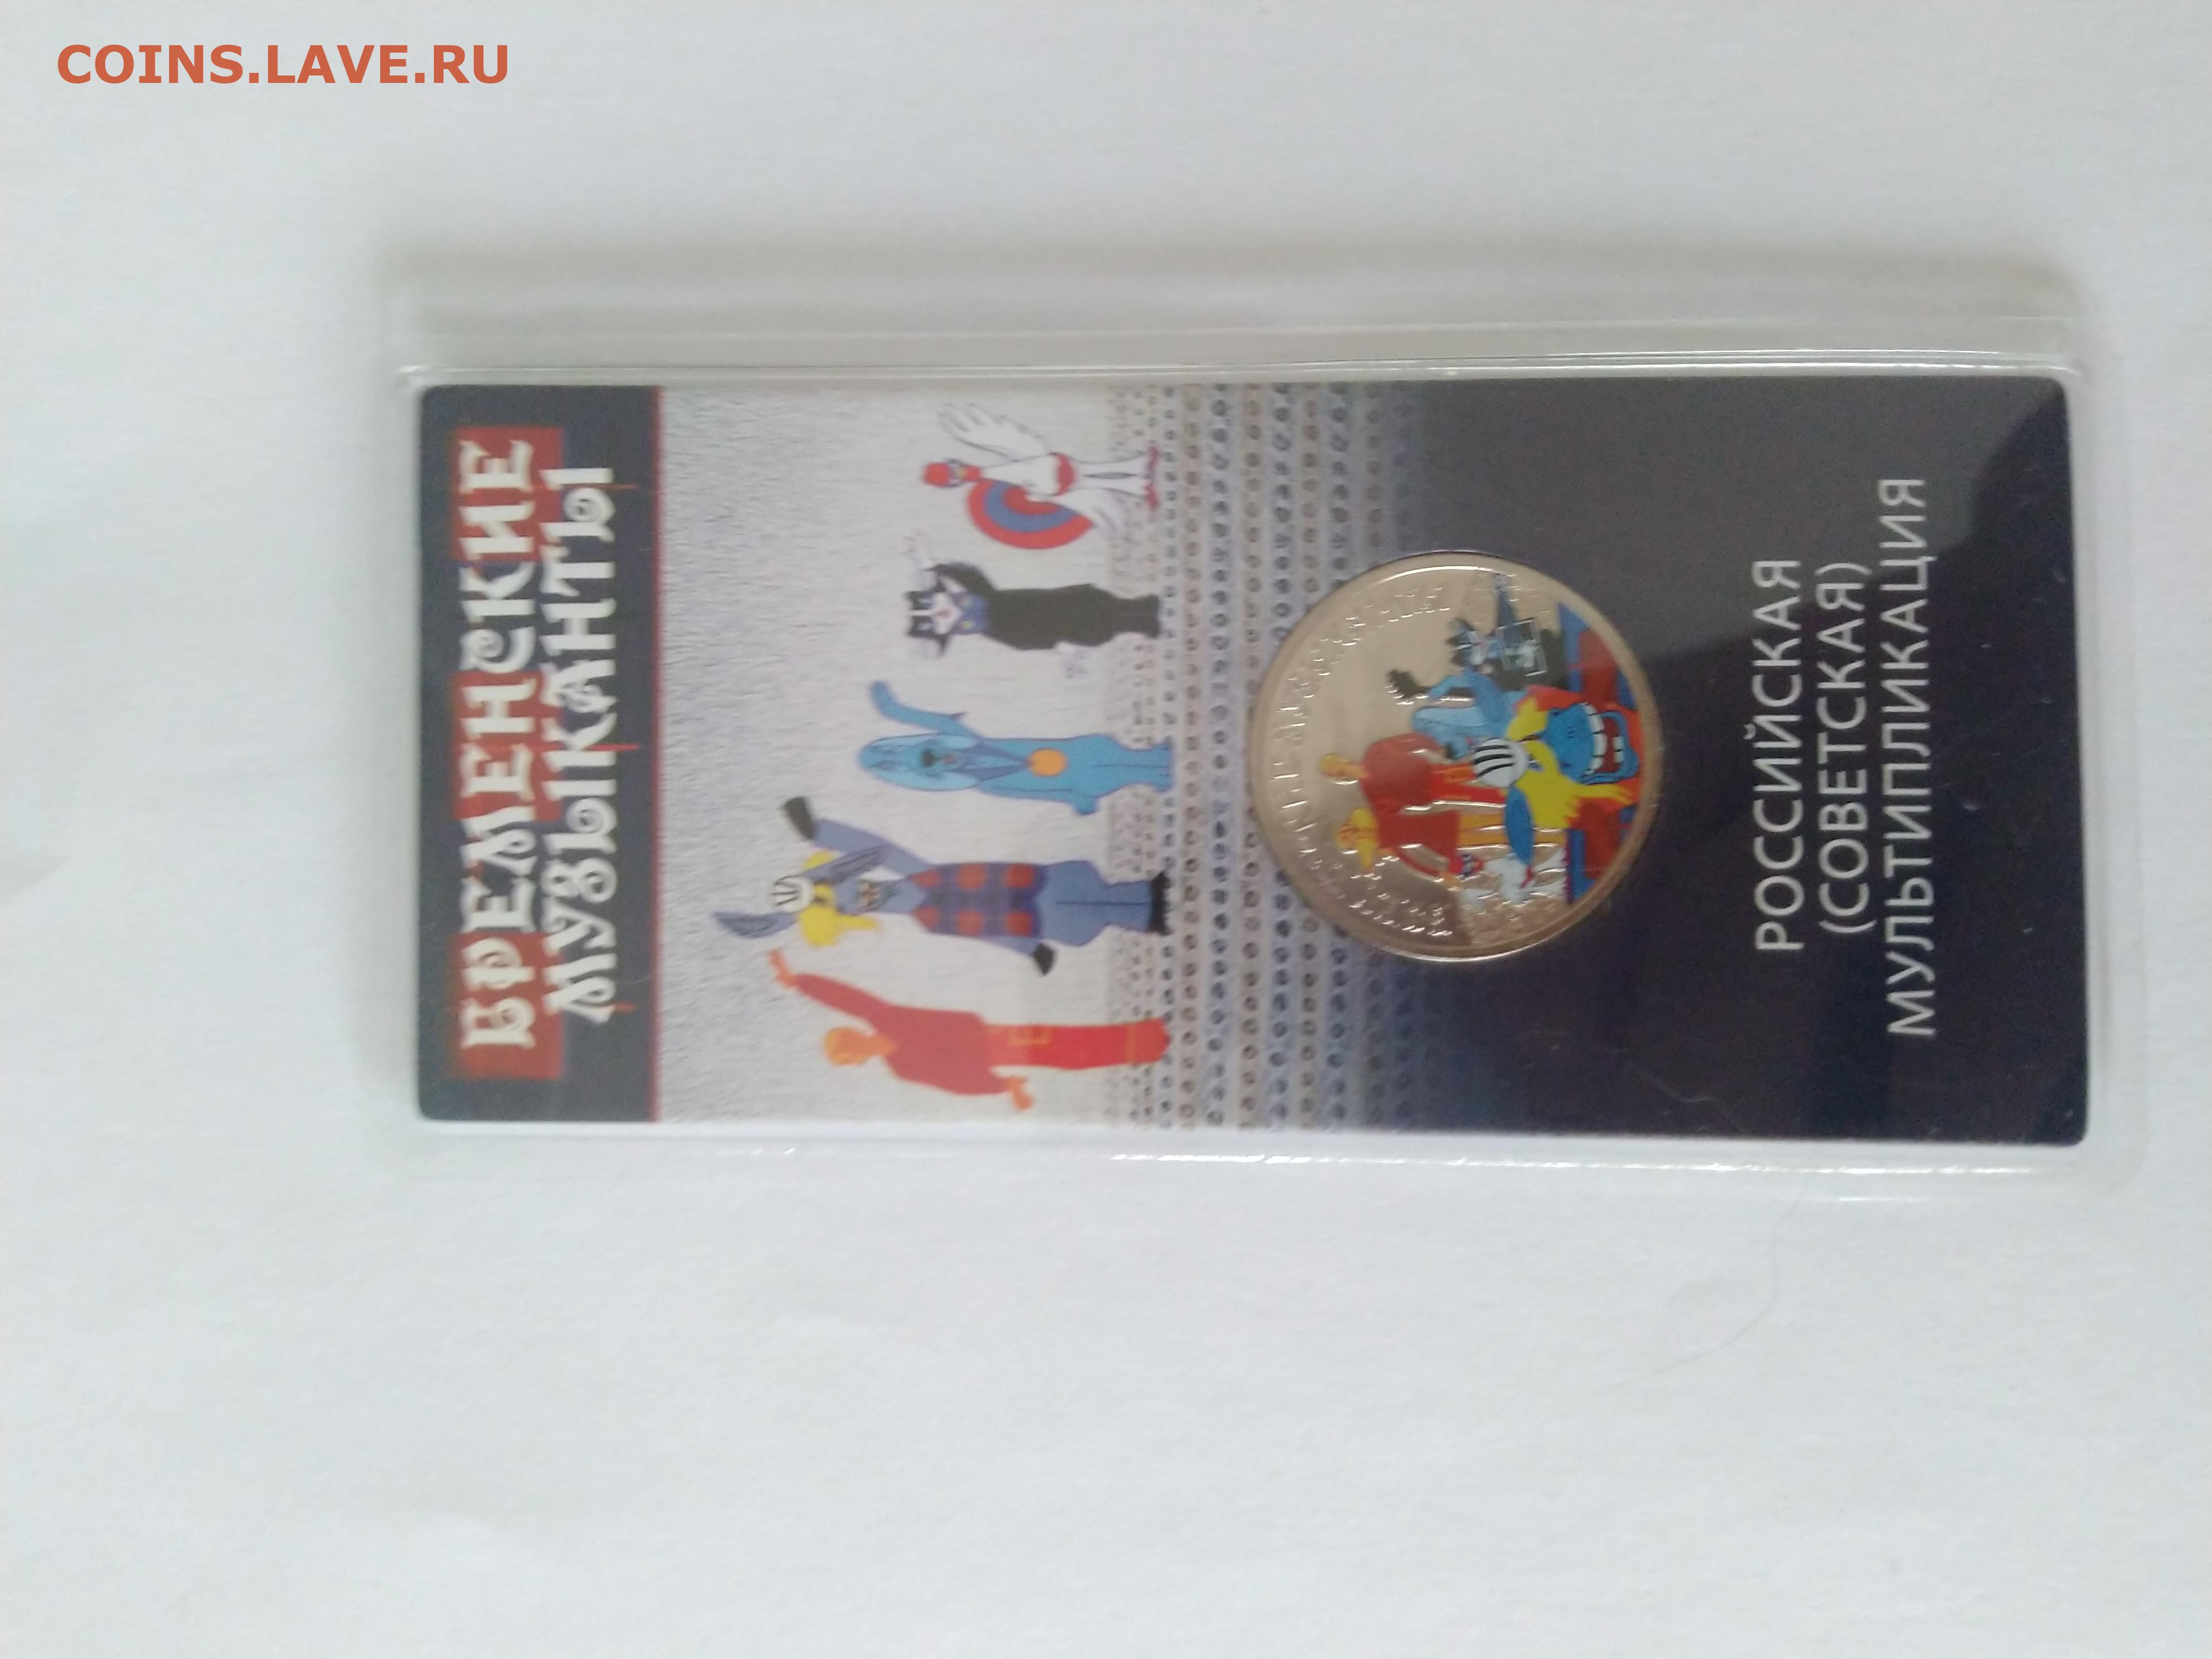 COINS.LAVE.RU
БРЕМЕНСКИЕ
МУЗЫКАНТЫ
РОССИЙСКАЯ
(СОВЕТСКАЯ)
МУЛЬТИПЛИКАЦИЯ